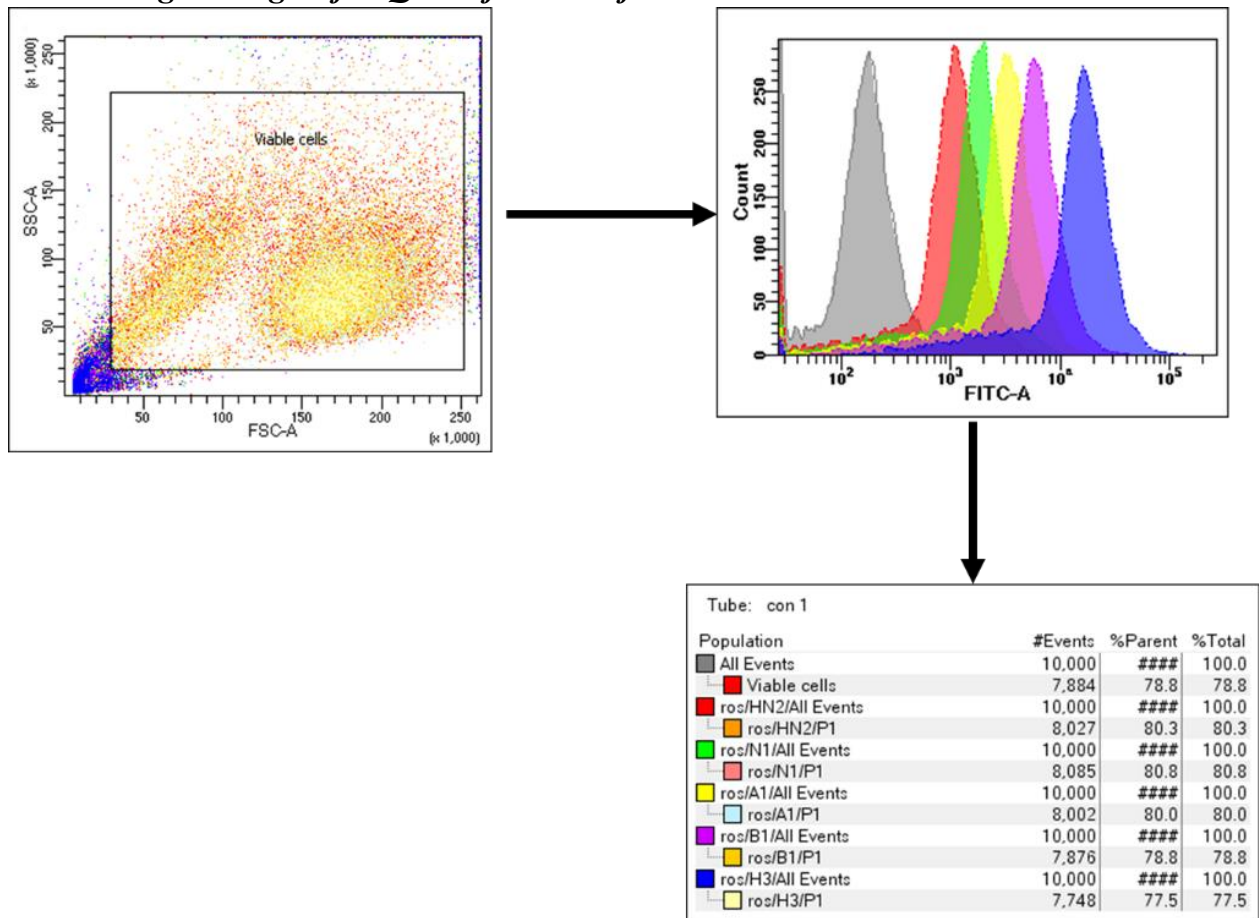 Viable cells
SSC-A
(x 1,000)
50 100 150 200 250
50 100 150 200 250
FSC-A
(x 1,000)
Count
0 50 100 150 200 250
10² 10³ 10⁴ 10⁵
FITC-A
Tube: con 1
Population #Events %Parent %Total
All Events 10,000 #### 100.0
Viable cells 7,884 78.8 78.8
ros/HN2/All Events 10,000 #### 100.0
ros/HN2/P1 8,027 80.3 80.3
ros/N1/All Events 10,000 #### 100.0
ros/N1/P1 8,085 80.8 80.8
ros/A1/All Events 10,000 #### 100.0
ros/A1/P1 8,002 80.0 80.0
ros/B1/All Events 10,000 #### 100.0
ros/B1/P1 7,876 78.8 78.8
ros/H3/All Events 10,000 #### 100.0
ros/H3/P1 7,748 77.5 77.5